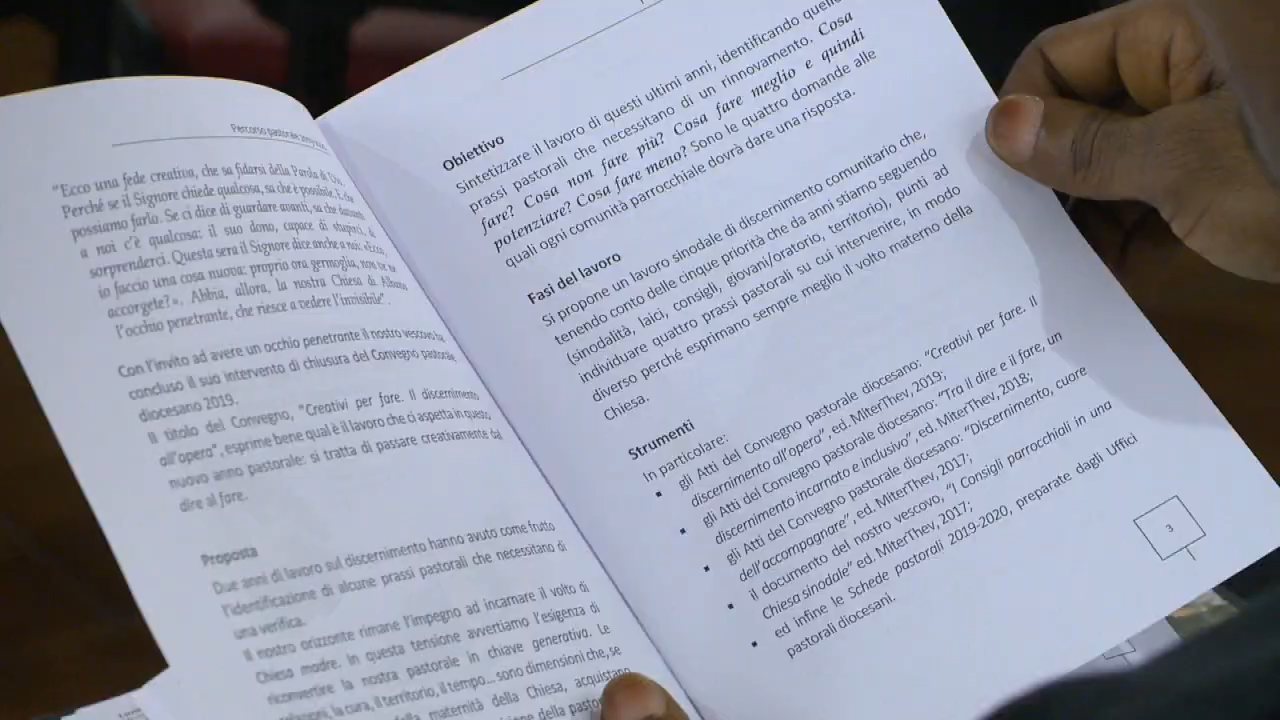 Percorso pastorale
“Ecco una fede creativa, che sa fidarsi della Parola di Dio.
Perché se il Signore chiede qualcosa, sa che è possibile. E che
possiamo farlo. Se ci dice di guardare avanti, sa che davanti
a noi c’è qualcosa: il suo dono, capace di stupirci, di
sorprenderci. Questa sera il Signore dice anche a noi: «Ecco,
io faccio una cosa nuova: proprio ora germoglia, non ve ne
accorgete?». Abbia, allora, la nostra Chiesa di Albano
l’occhio penetrante, che riesce a vedere l’invisibile”.
Con l’invito ad avere un occhio penetrante il nostro vescovo ha
concluso il suo intervento di chiusura del Convegno pastorale
diocesano 2019.
Il titolo del Convegno, “Creativi per fare. Il discernimento
all’opera”, esprime bene qual è il lavoro che ci aspetta in questo
nuovo anno pastorale: si tratta di passare creativamente dal
dire al fare.
Proposta
Due anni di lavoro sul discernimento hanno avuto come frutto
l’identificazione di alcune prassi pastorali che necessitano di
una verifica.
Il nostro orizzonte rimane l’impegno ad incarnare il volto di
Chiesa madre. In questa tensione avvertiamo l’esigenza di
riconvertire la nostra pastorale in chiave generativa. Le
relazioni, la cura, il territorio, il tempo... sono dimensioni che, se
della maternità della Chiesa, acquistano
della
Obiettivo
Sintetizzare il lavoro di questi ultimi anni, identificando quelle
prassi pastorali che necessitano di un rinnovamento. Cosa
fare? Cosa non fare più? Cosa fare meglio e quindi
potenziare? Cosa fare meno? Sono le quattro domande alle
quali ogni comunità parrocchiale dovrà dare una risposta.
Fasi del lavoro
Si propone un lavoro sinodale di discernimento comunitario che,
tenendo conto delle cinque priorità che da anni stiamo seguendo
(sinodalità, laici, consigli, giovani/oratorio, territorio), punti ad
individuare quattro prassi pastorali su cui intervenire, in modo
diverso perché esprimano sempre meglio il volto materno della
Chiesa.
Strumenti
In particolare:
▪ gli Atti del Convegno pastorale diocesano: “Creativi per fare. Il
discernimento all’opera”, ed. MiterThev, 2019;
▪ gli Atti del Convegno pastorale diocesano: “Tra il dire e il fare, un
discernimento incarnato e inclusivo”, ed. MiterThev, 2018;
▪ gli Atti del Convegno pastorale diocesano: “Discernimento, cuore
dell’accompagnare”, ed. MiterThev, 2017;
▪ il documento del nostro vescovo, “I Consigli parrocchiali in una
Chiesa sinodale” ed. MiterThev, 2017;
▪ ed infine le Schede pastorali 2019-2020, preparate dagli Uffici
pastorali diocesani.
3